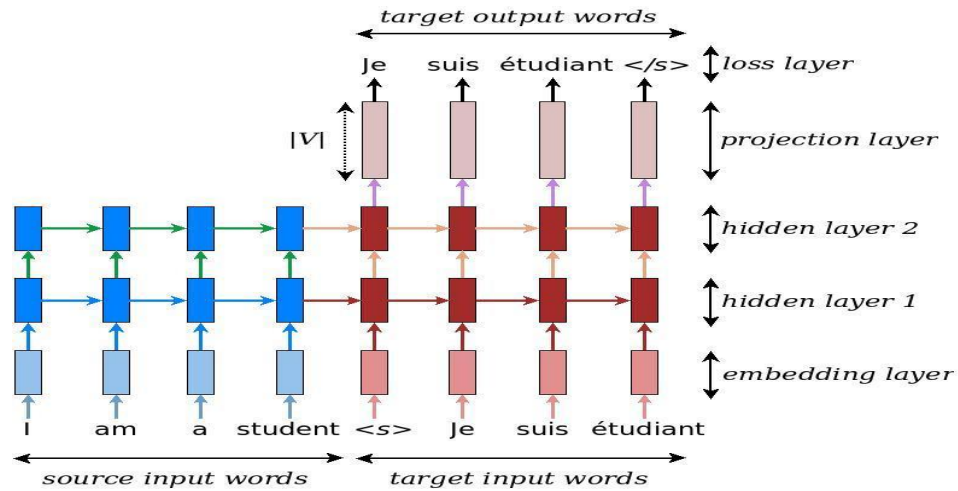 target output words
Je suis étudiant </s> loss layer
|V| projection layer
hidden layer 2
hidden layer 1
embedding layer
I am a student <s> Je suis étudiant
source input words target input words